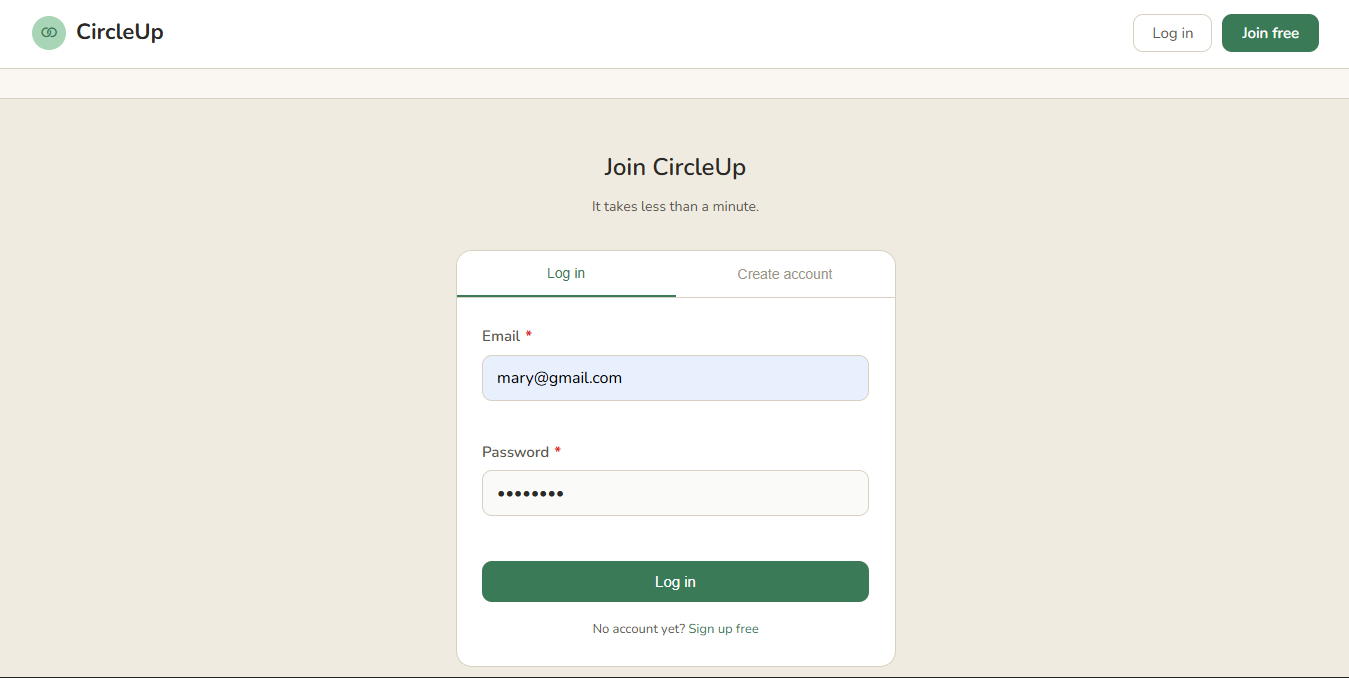 CircleUp
Log in
Join free
Join CircleUp
It takes less than a minute.
Log in
Create account
Email *
mary@gmail.com
Password *
••••••••
Log in
No account yet? Sign up free